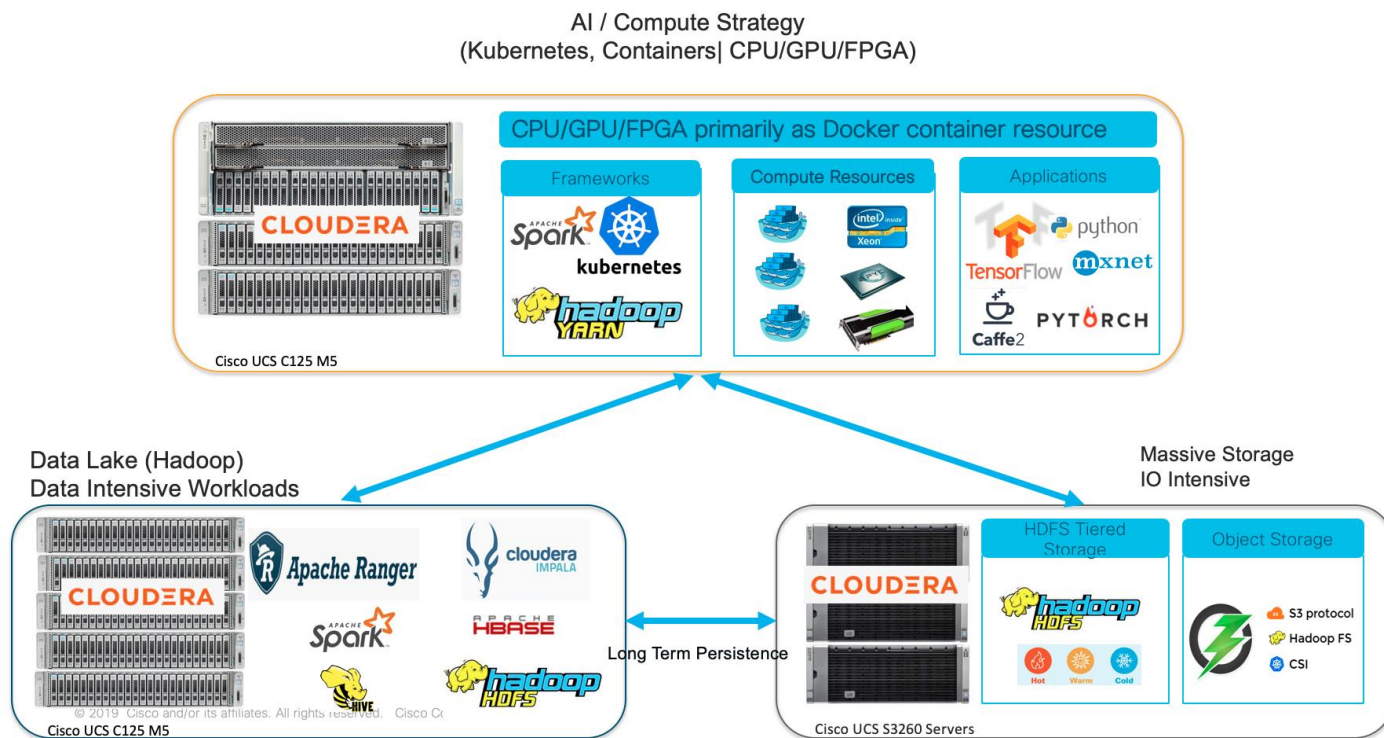 AI / Compute Strategy
(Kubernetes, Containers| CPU/GPU/FPGA)
CPU/GPU/FPGA primarily as Docker container resource
Frameworks
Compute Resources
Applications
CLOUDERA
APACHE
Spark
kubernetes
hadoop
YARN
intel inside
Xeon
EPYC
TensorFlow
python
mxnet
Caffe2
PYTORCH
Cisco UCS C125 M5
Data Lake (Hadoop)
Data Intensive Workloads
CLOUDERA
R
Apache Ranger
cloudera
IMPALA
APACHE
Spark
APACHE
HBASE
HIVE
hadoop
HDFS
© 2019 Cisco and/or its affiliates. All rights reserved. Cisco Co
Cisco UCS C125 M5
Long Term Persistence
Massive Storage
IO Intensive
CLOUDERA
HDFS Tiered
Storage
hadoop
HDFS
Hot
Warm
Cold
Object Storage
S3 protocol
Hadoop FS
CSI
Cisco UCS S3260 Servers